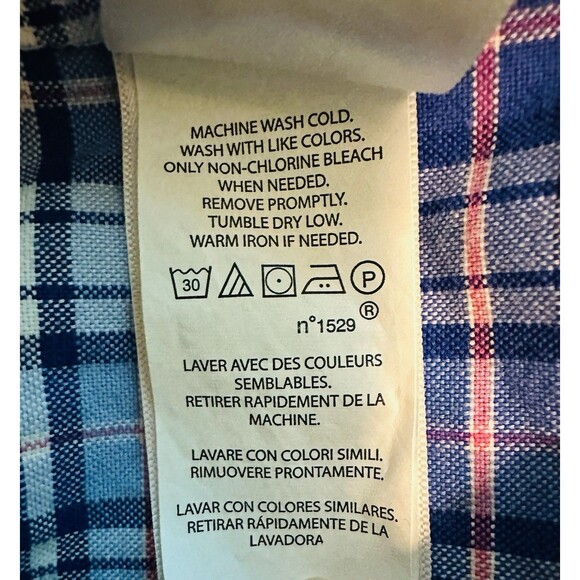 MACHINE WASH COLD.
WASH WITH LIKE COLORS.
ONLY NON-CHLORINE BLEACH
WHEN NEEDED.
REMOVE PROMPTLY.
TUMBLE DRY LOW.
WARM IRON IF NEEDED.
30 P
n°1529 ®
LAVER AVEC DES COULEURS
SEMBLABLES.
RETIRER RAPIDEMENT DE LA
MACHINE.
LAVARE CON COLORI SIMILI.
RIMUOVERE PRONTAMENTE.
LAVAR CON COLORES SIMILARES.
RETIRAR RÁPIDAMENTE DE LA
LAVADORA